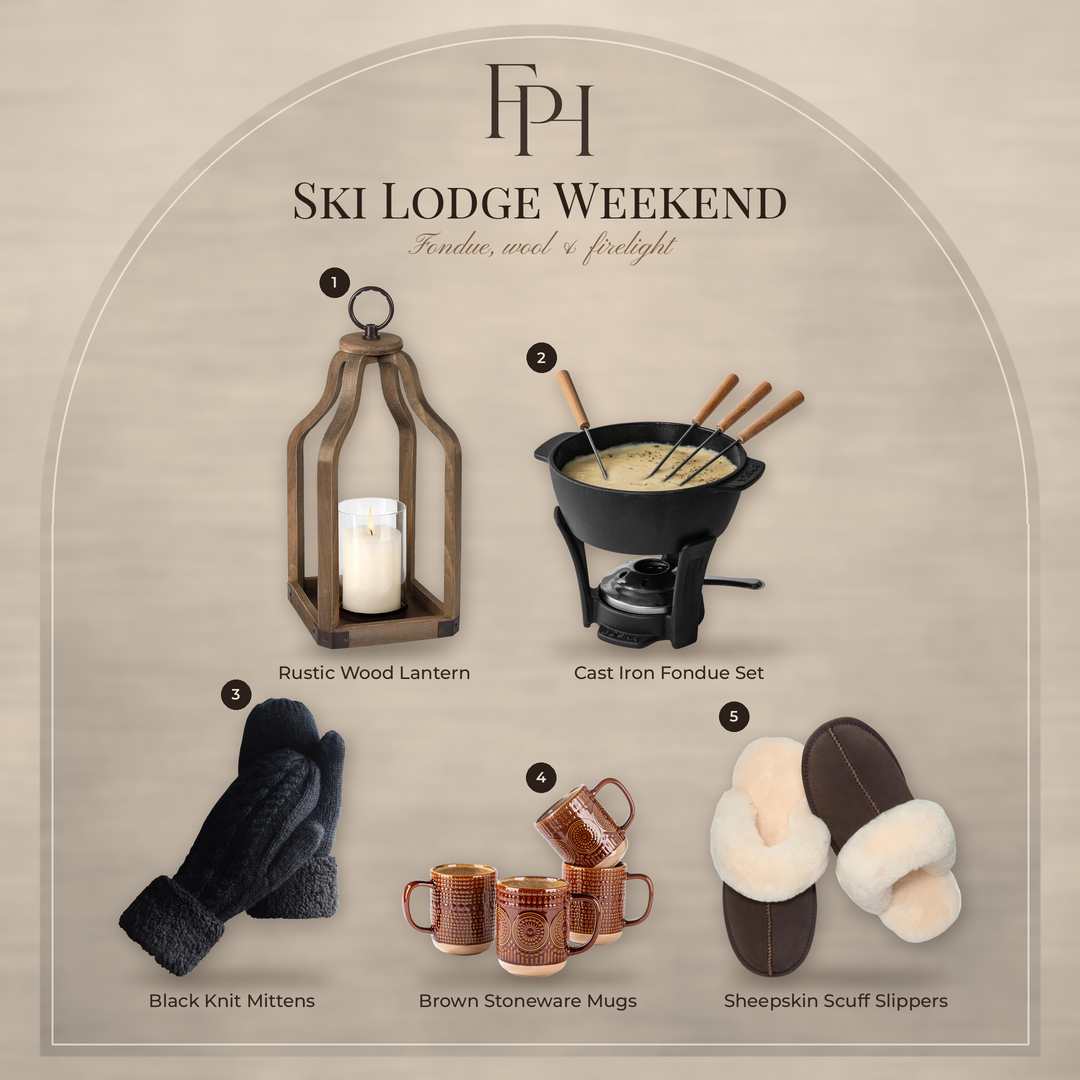 FPH
Ski Lodge Weekend
Fondue, wool & firelight
1
2
Rustic Wood Lantern
Cast Iron Fondue Set
3
4
5
Black Knit Mittens
Brown Stoneware Mugs
Sheepskin Scuff Slippers